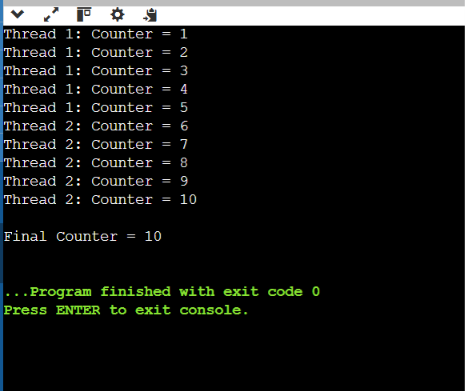 Thread 1: Counter = 1
Thread 1: Counter = 2
Thread 1: Counter = 3
Thread 1: Counter = 4
Thread 1: Counter = 5
Thread 2: Counter = 6
Thread 2: Counter = 7
Thread 2: Counter = 8
Thread 2: Counter = 9
Thread 2: Counter = 10
Final Counter = 10
...Program finished with exit code 0
Press ENTER to exit console.